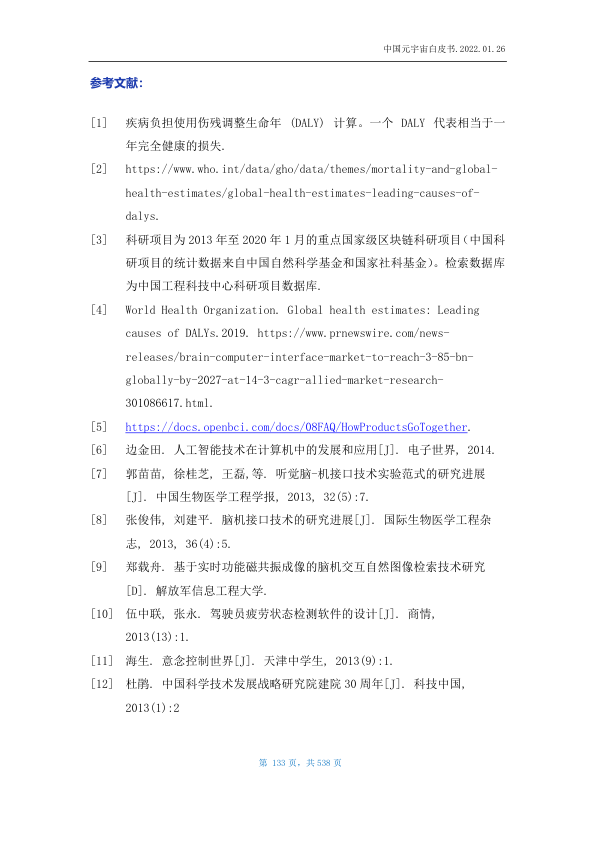 中国元宇宙白皮书.2022.01.26
参考文献：
[1] 疾病负担使用伤残调整生命年 (DALY) 计算。一个 DALY 代表相当于一
年完全健康的损失.
[2] https://www.who.int/data/gho/data/themes/mortality-and-global-
health-estimates/global-health-estimates-leading-causes-of-
dalys.
[3] 科研项目为 2013 年至 2020 年 1 月的重点国家级区块链科研项目（中国科
研项目的统计数据来自中国自然科学基金和国家社科基金）。检索数据库
为中国工程科技中心科研项目数据库.
[4] World Health Organization. Global health estimates: Leading
causes of DALYs.2019. https://www.prnewswire.com/news-
releases/brain-computer-interface-market-to-reach-3-85-bn-
globally-by-2027-at-14-3-cagr-allied-market-research-
301086617.html.
[5] https://docs.openbci.com/docs/08FAQ/HowProductsGoTogether.
[6] 边金田. 人工智能技术在计算机中的发展和应用[J]. 电子世界, 2014.
[7] 郭苗苗, 徐桂芝, 王磊,等. 听觉脑-机接口技术实验范式的研究进展
[J]. 中国生物医学工程学报, 2013, 32(5):7.
[8] 张俊伟, 刘建平. 脑机接口技术的研究进展[J]. 国际生物医学工程杂
志, 2013, 36(4):5.
[9] 郑载舟. 基于实时功能磁共振成像的脑机交互自然图像检索技术研究
[D]. 解放军信息工程大学.
[10] 伍中联, 张永. 驾驶员疲劳状态检测软件的设计[J]. 商情,
2013(13):1.
[11] 海生. 意念控制世界[J]. 天津中学生, 2013(9):1.
[12] 杜鹃. 中国科学技术发展战略研究院建院 30 周年[J]. 科技中国,
2013(1):2
第 133 页，共 538 页